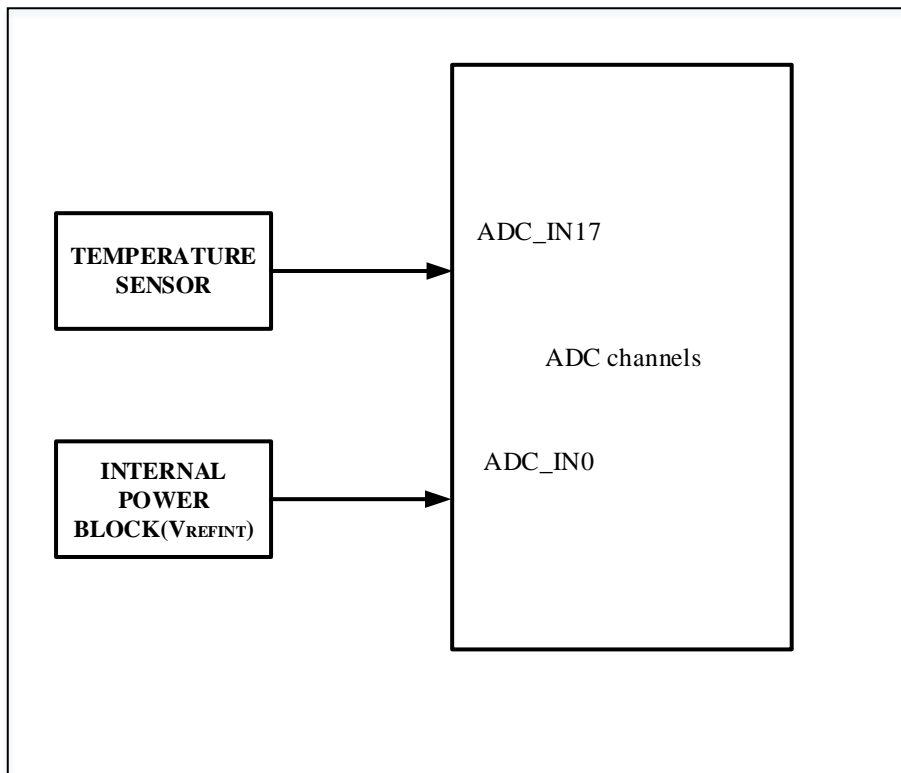 ADC_IN17
TEMPERATURE
SENSOR
ADC channels
ADC_IN0
INTERNAL
POWER
BLOCK(VREFINT)